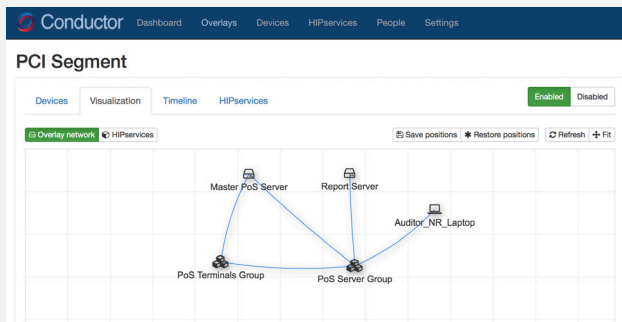 Conductor Dashboard Overlays Devices HIPservices People Settings
PCI Segment
Devices Visualization Timeline HIPservices Enabled Disabled
Overlay network HIPservices Save positions Restore positions Refresh Fit
Master PoS Server Report Server
Auditor_NR_Laptop
PoS Terminals Group PoS Server Group